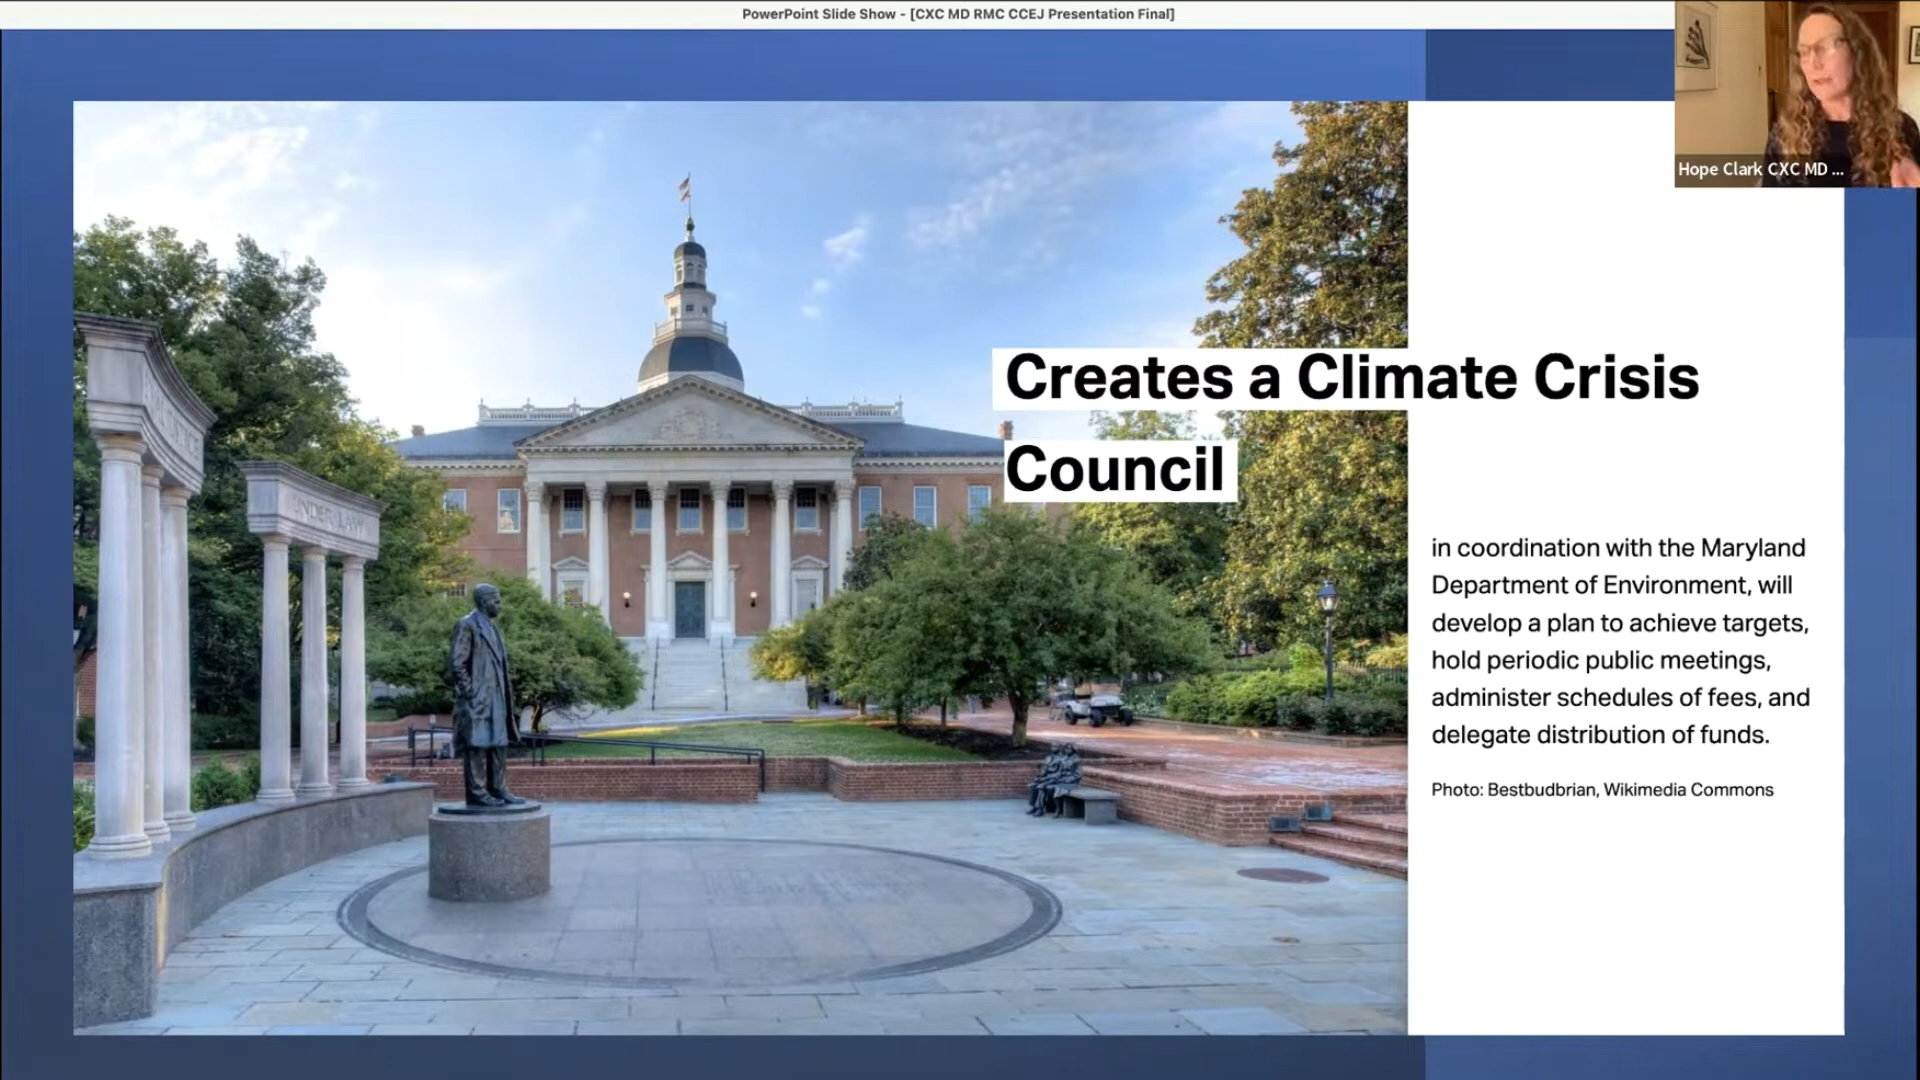 PowerPoint Slide Show - [CXC MD RMC CCEJ Presentation Final]
Hope Clark CXC MD ...
Creates a Climate Crisis
Council
UNDER LAW
in coordination with the Maryland
Department of Environment, will
develop a plan to achieve targets,
hold periodic public meetings,
administer schedules of fees, and
delegate distribution of funds.
Photo: Bestbudbrian, Wikimedia Commons